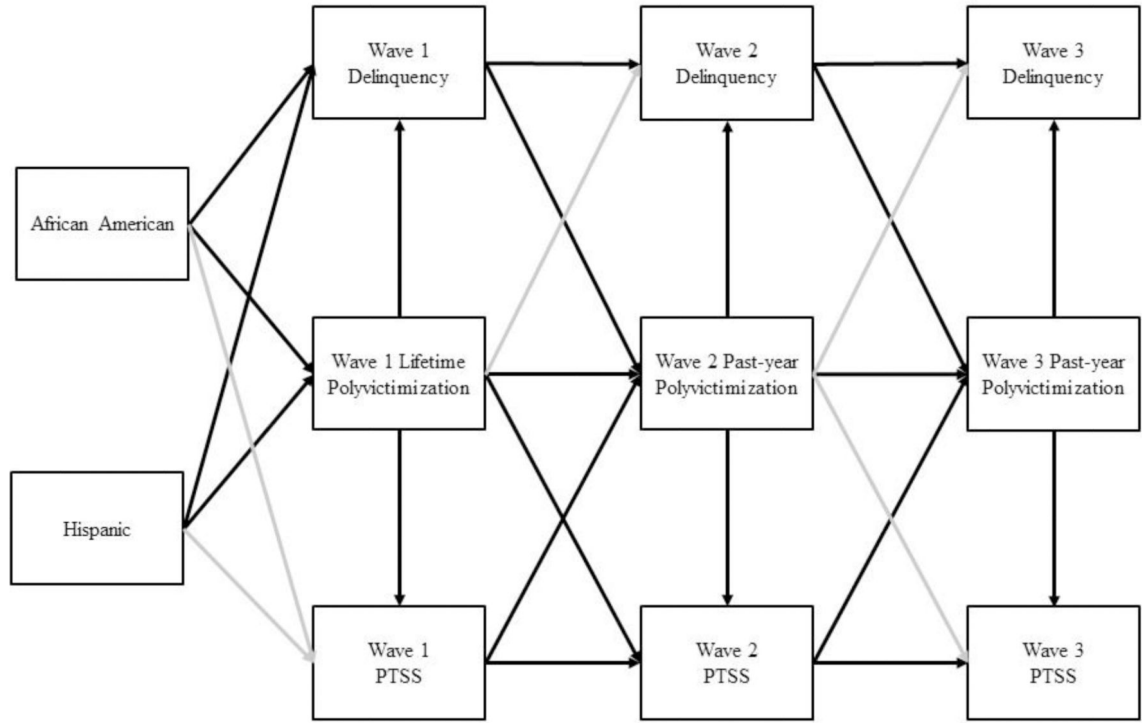 Wave 1
Delinquency
Wave 2
Delinquency
Wave 3
Delinquency
African American
Wave 1 Lifetime
Polyvictimization
Wave 2 Past-year
Polyvictimization
Wave 3 Past-year
Polyvictimization
Hispanic
Wave 1
PTSS
Wave 2
PTSS
Wave 3
PTSS